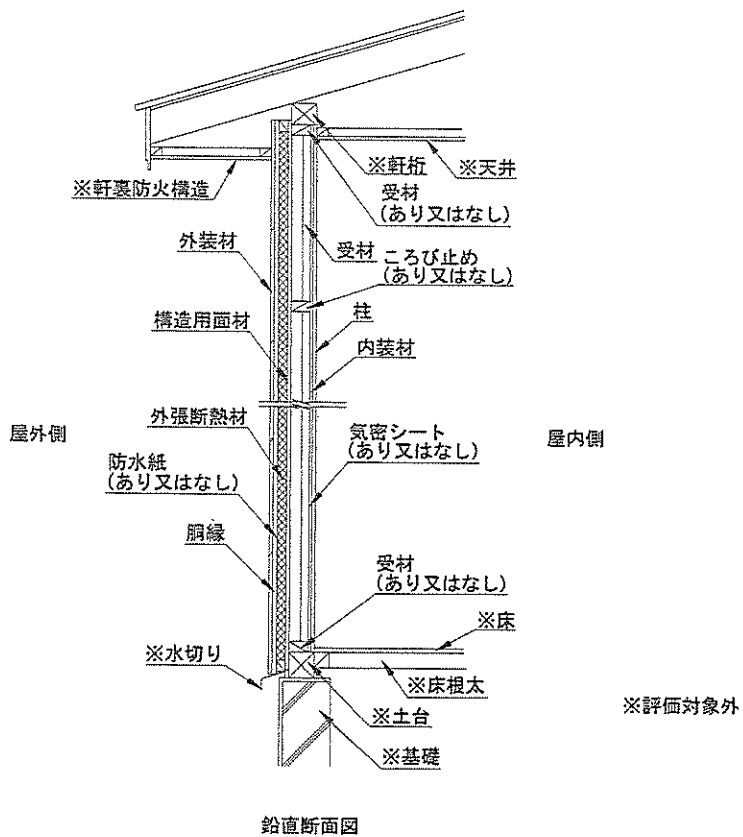 ※軒裏防火構造
※軒桁
※天井
受材
(あり又はなし)
外装材
受材
ころび止め
(あり又はなし)
構造用面材
柱
内装材
屋外側
外張断熱材
気密シート
(あり又はなし)
屋内側
防水紙
(あり又はなし)
胴縁
受材
(あり又はなし)
※水切り
※床
※床根太
※土台
※評価対象外
※基礎
鉛直断面図